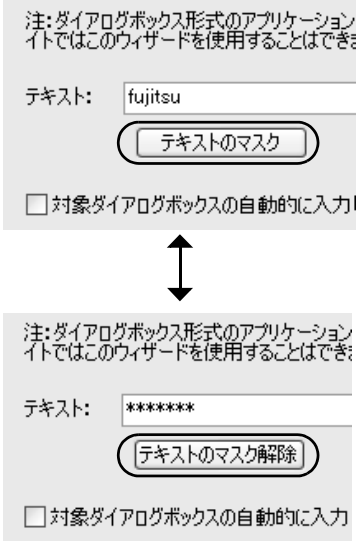 注：ダイアログボックス形式のアプリケーション
イトではこのウィザードを使用することはでき
テキスト： fujitsu
テキストのマスク
対象ダイアログボックスの自動的に入力
注：ダイアログボックス形式のアプリケーション
イトではこのウィザードを使用することはでき
テキスト： *******
テキストのマスク解除
対象ダイアログボックスの自動的に入力